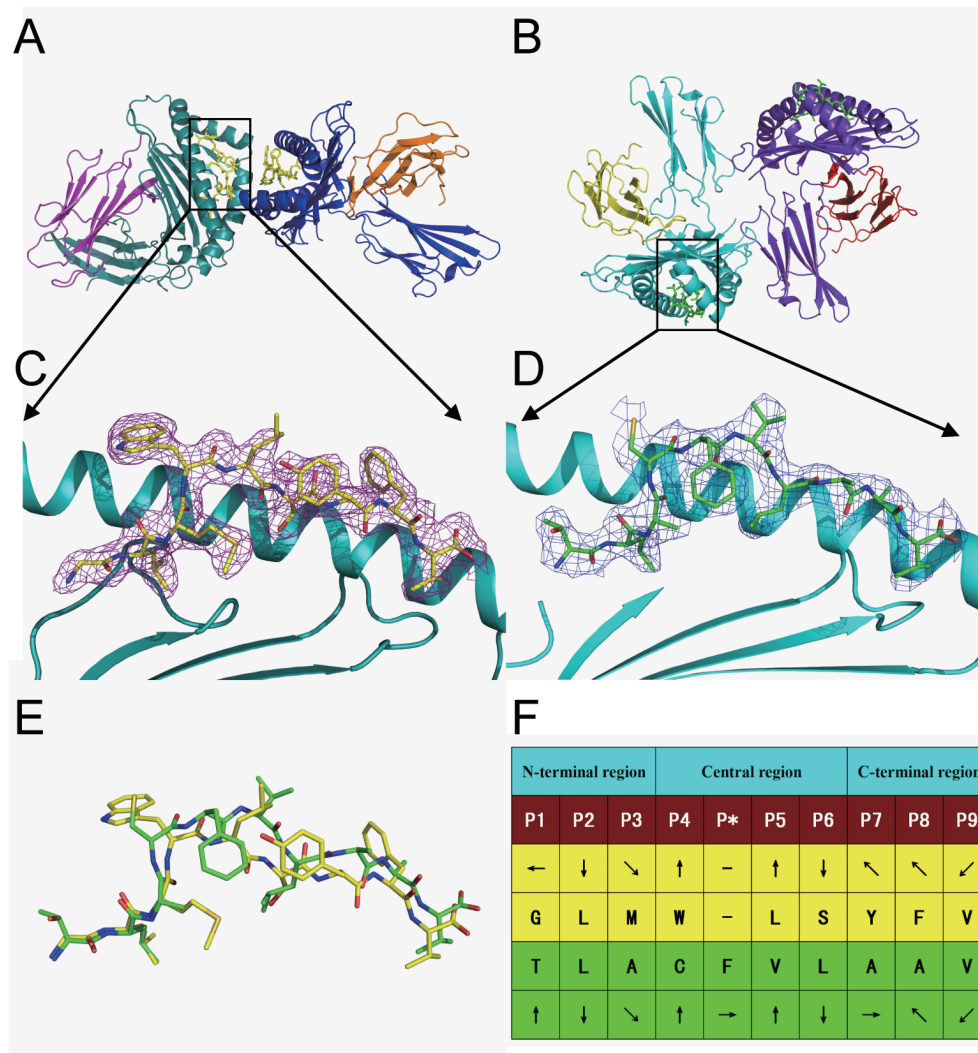 A
B
C
D
E
F
N-terminal region Central region C-terminal region
P1 P2 P3 P4 P* P5 P6 P7 P8 P9
← ↓ ↘ ↑ – ↑ ↓ ↖ ↖ ↙
G L M W – L S Y F V
T L A C F V L A A V
↑ ↓ ↘ ↑ → ↑ ↓ → ↖ ↙